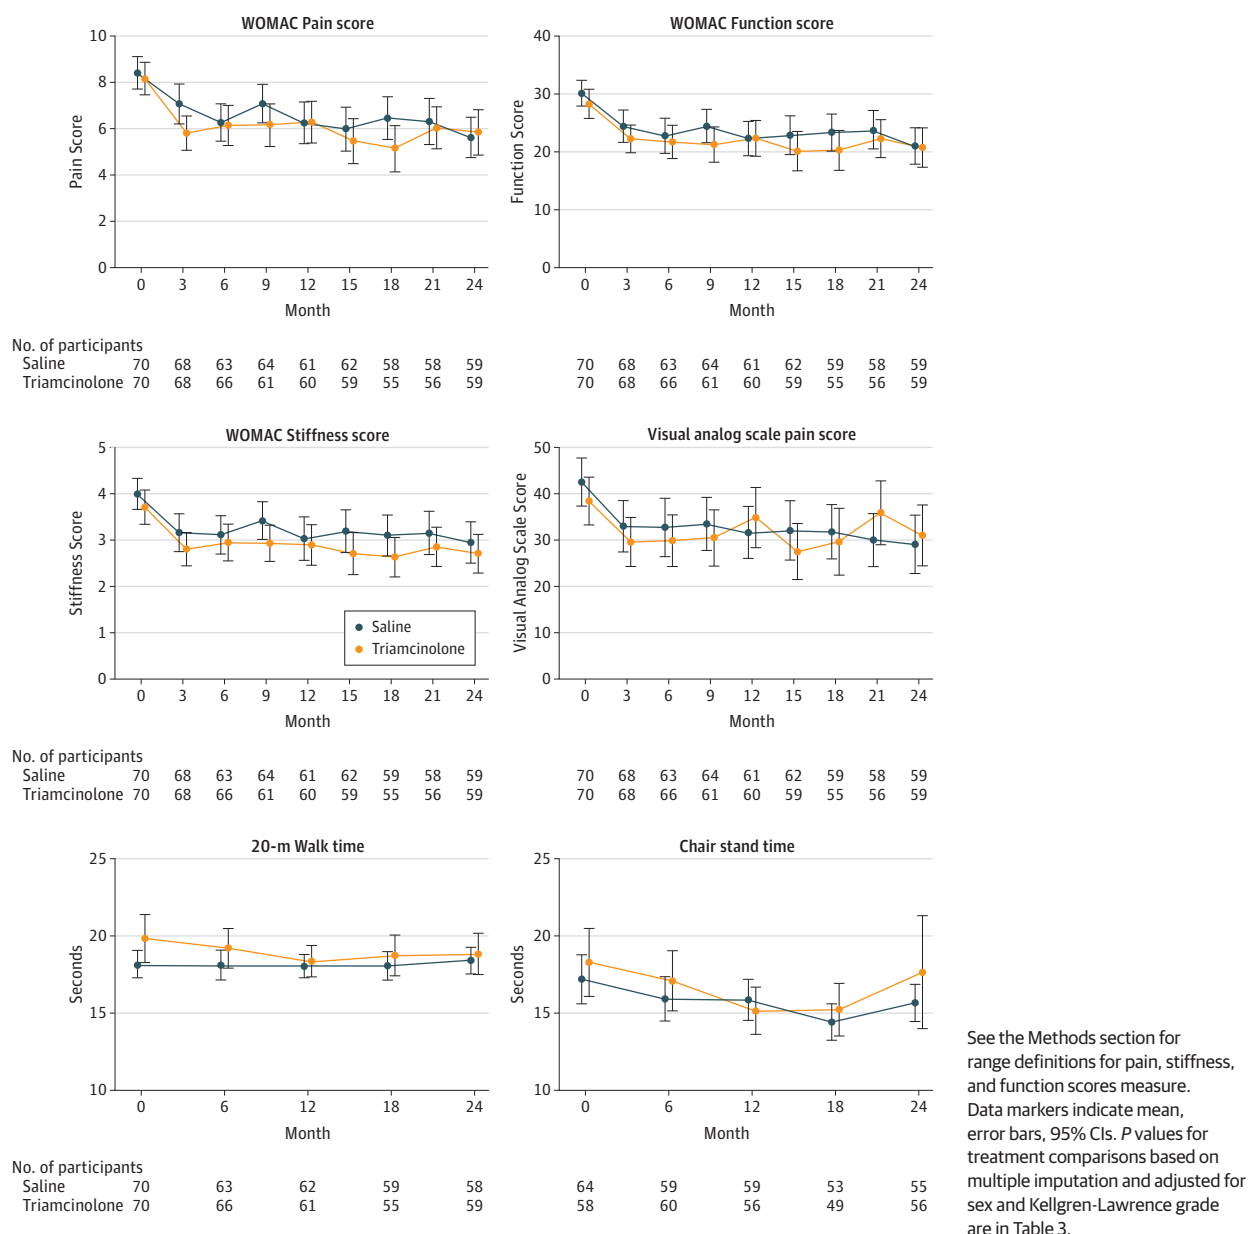 WOMAC Pain score
10
8
6
4
2
0
Pain Score
0 3 6 9 12 15 18 21 24
Month
No. of participants
Saline 70 68 63 64 61 62 58 58 59
Triamcinolone 70 68 66 61 60 59 55 56 59
WOMAC Function score
40
30
20
10
0
Function Score
0 3 6 9 12 15 18 21 24
Month
70 68 63 64 61 62 59 58 59
70 68 66 61 60 59 55 56 59
WOMAC Stiffness score
5
4
3
2
1
0
Stiffness Score
Saline
Triamcinolone
0 3 6 9 12 15 18 21 24
Month
No. of participants
Saline 70 68 63 64 61 62 59 58 59
Triamcinolone 70 68 66 61 60 59 55 56 59
Visual analog scale pain score
50
40
30
20
10
0
Visual Analog Scale Score
0 3 6 9 12 15 18 21 24
Month
70 68 63 64 61 62 59 58 59
70 68 66 61 60 59 55 56 59
20-m Walk time
25
20
15
10
Seconds
0 6 12 18 24
Month
No. of participants
Saline 70 63 62 59 58
Triamcinolone 70 66 61 55 59
Chair stand time
25
20
15
10
Seconds
0 6 12 18 24
Month
64 59 59 53 55
58 60 56 49 56
See the Methods section for
range definitions for pain, stiffness,
and function scores measure.
Data markers indicate mean,
error bars, 95% CIs. P values for
treatment comparisons based on
multiple imputation and adjusted for
sex and Kellgren-Lawrence grade
are in Table 3.